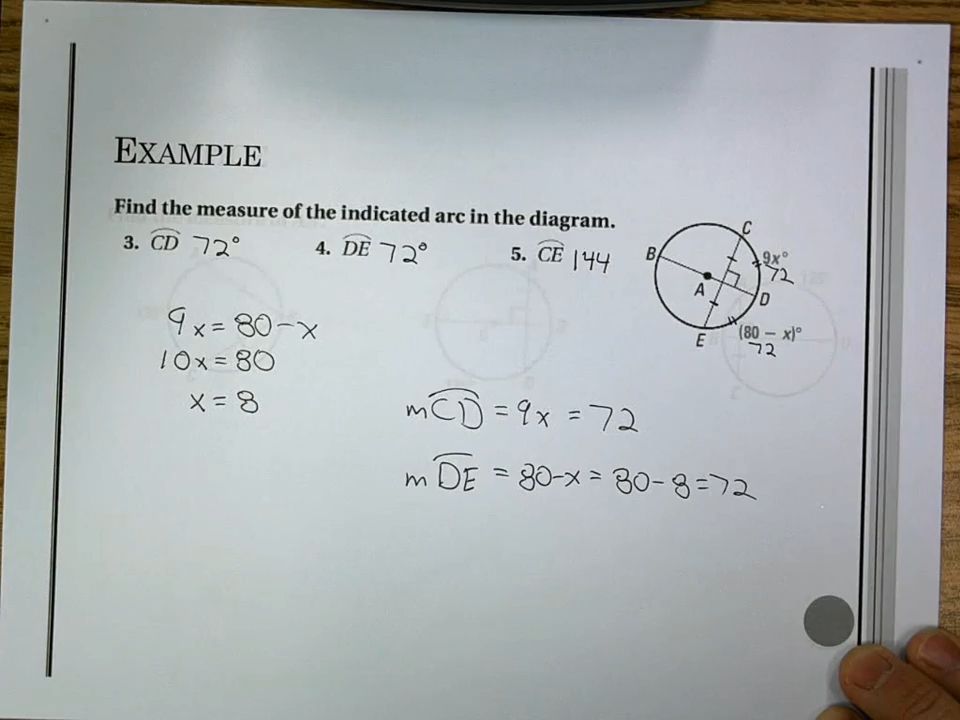 EXAMPLE
Find the measure of the indicated arc in the diagram.
3. CD 72° 4. DE 72° 5. CE 144
C
B
9x°
72
A
D
E
(80 − x)°
72
9x = 80 − x
10x = 80
x = 8
mCD = 9x = 72
mDE = 80-x = 80-8 = 72